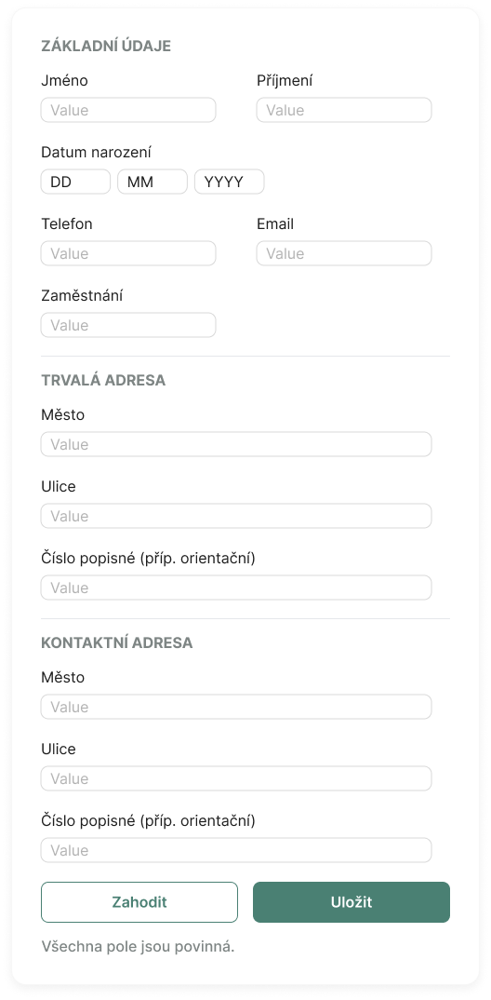 ZÁKLADNÍ ÚDAJE
Jméno Příjmení
Value Value
Datum narození
DD MM YYYY
Telefon Email
Value Value
Zaměstnání
Value
TRVALÁ ADRESA
Město
Value
Ulice
Value
Číslo popisné (příp. orientační)
Value
KONTAKTNÍ ADRESA
Město
Value
Ulice
Value
Číslo popisné (příp. orientační)
Value
Zahodit Uložit
Všechna pole jsou povinná.